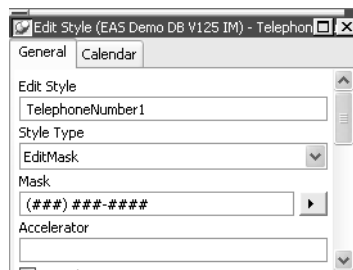 Edit Style (EAS Demo DB V125 IM) - Telephon
General Calendar
Edit Style
TelephoneNumber1
Style Type
EditMask
Mask
(###) ###-####
Accelerator